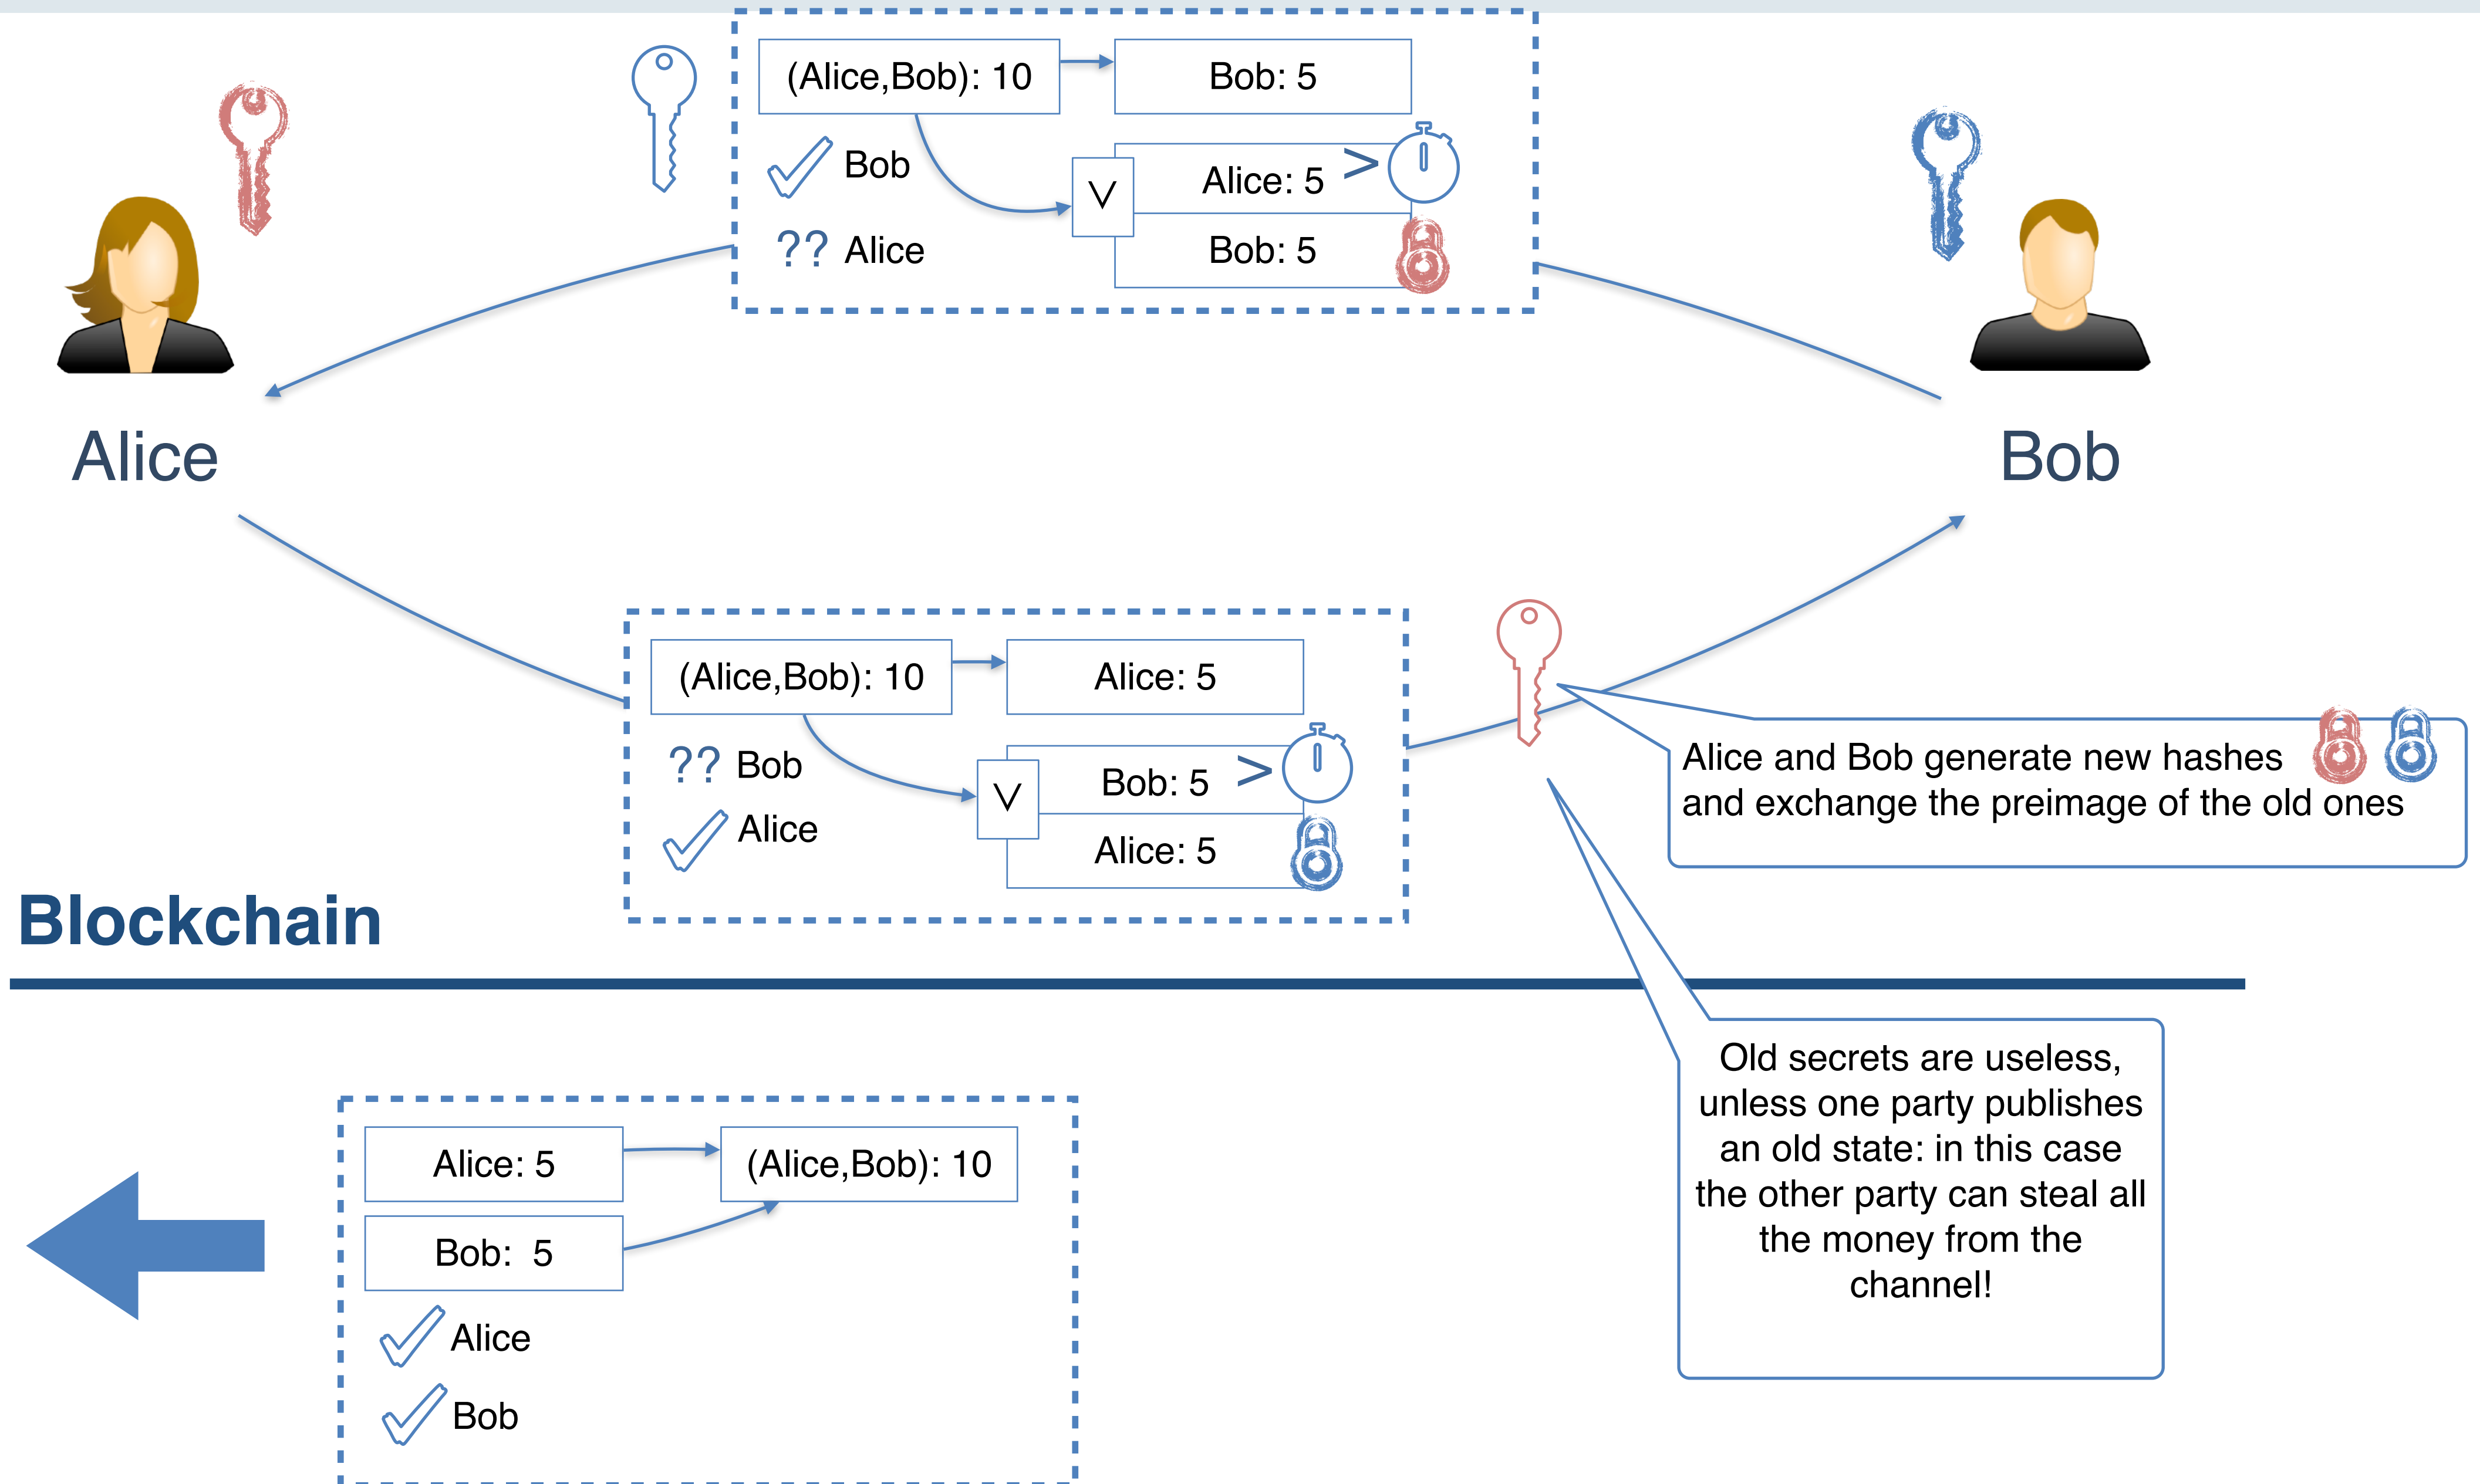 (Alice,Bob): 10
Bob: 5
Bob
Alice: 5 >
∨
?? Alice
Bob: 5
Alice
Bob
(Alice,Bob): 10
Alice: 5
?? Bob
Bob: 5 >
∨
Alice
Alice: 5
Alice and Bob generate new hashes
and exchange the preimage of the old ones
Blockchain
Old secrets are useless,
unless one party publishes
an old state: in this case
the other party can steal all
the money from the
channel!
Alice: 5
(Alice,Bob): 10
Bob: 5
Alice
Bob